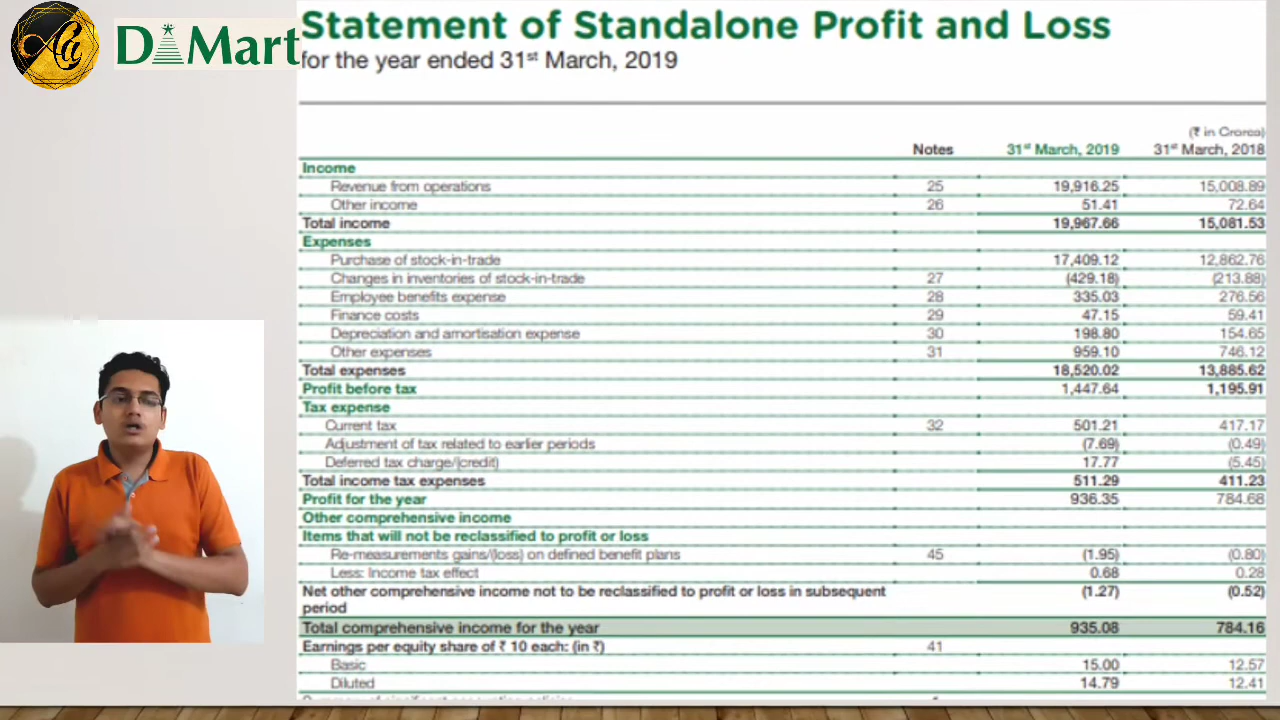 DMart
Statement of Standalone Profit and Loss
for the year ended 31st March, 2019
(₹ in Crores)
Notes 31st March, 2019 31st March, 2018
Income
Revenue from operations 25 19,916.25 15,008.89
Other income 26 51.41 72.64
Total income 19,967.66 15,081.53
Expenses
Purchase of stock-in-trade 17,409.12 12,862.76
Changes in inventories of stock-in-trade 27 (429.18) (213.88)
Employee benefits expense 28 335.03 276.56
Finance costs 29 47.15 59.41
Depreciation and amortisation expense 30 198.80 154.65
Other expenses 31 959.10 746.12
Total expenses 18,520.02 13,885.62
Profit before tax 1,447.64 1,195.91
Tax expense
Current tax 32 501.21 417.17
Adjustment of tax related to earlier periods (7.69) (0.49)
Deferred tax charge/(credit) 17.77 (5.45)
Total income tax expenses 511.29 411.23
Profit for the year 936.35 784.68
Other comprehensive income
Items that will not be reclassified to profit or loss
Re-measurements gains/(loss) on defined benefit plans 45 (1.95) (0.80)
Less: Income tax effect 0.68 0.28
Net other comprehensive income not to be reclassified to profit or loss in subsequent (1.27) (0.52)
period
Total comprehensive income for the year 935.08 784.16
Earnings per equity share of ₹ 10 each: (in ₹) 41
Basic 15.00 12.57
Diluted 14.79 12.41